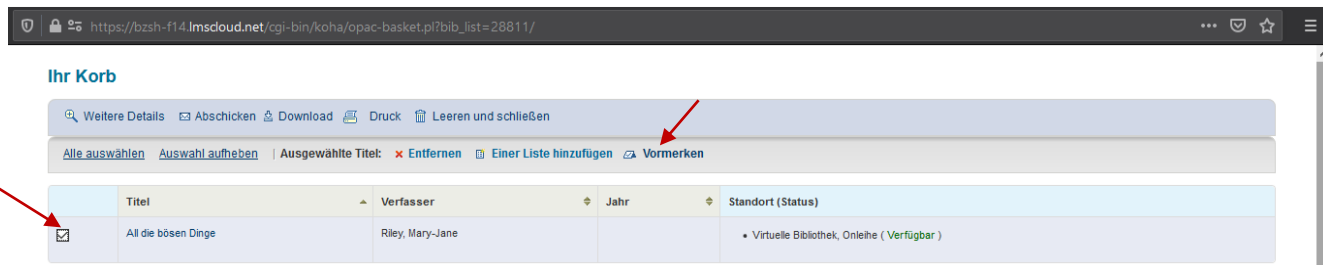 https://bzsh-f14.lmscloud.net/cgi-bin/koha/opac-basket.pl?bib_list=28811/
Ihr Korb
Weitere Details Abschicken Download Druck Leeren und schließen
Alle auswählen Auswahl aufheben | Ausgewählte Titel: Entfernen Einer Liste hinzufügen Vormerken
Titel Verfasser Jahr Standort (Status)
All die bösen Dinge Riley, Mary-Jane • Virtuelle Bibliothek, Onleihe ( Verfügbar )